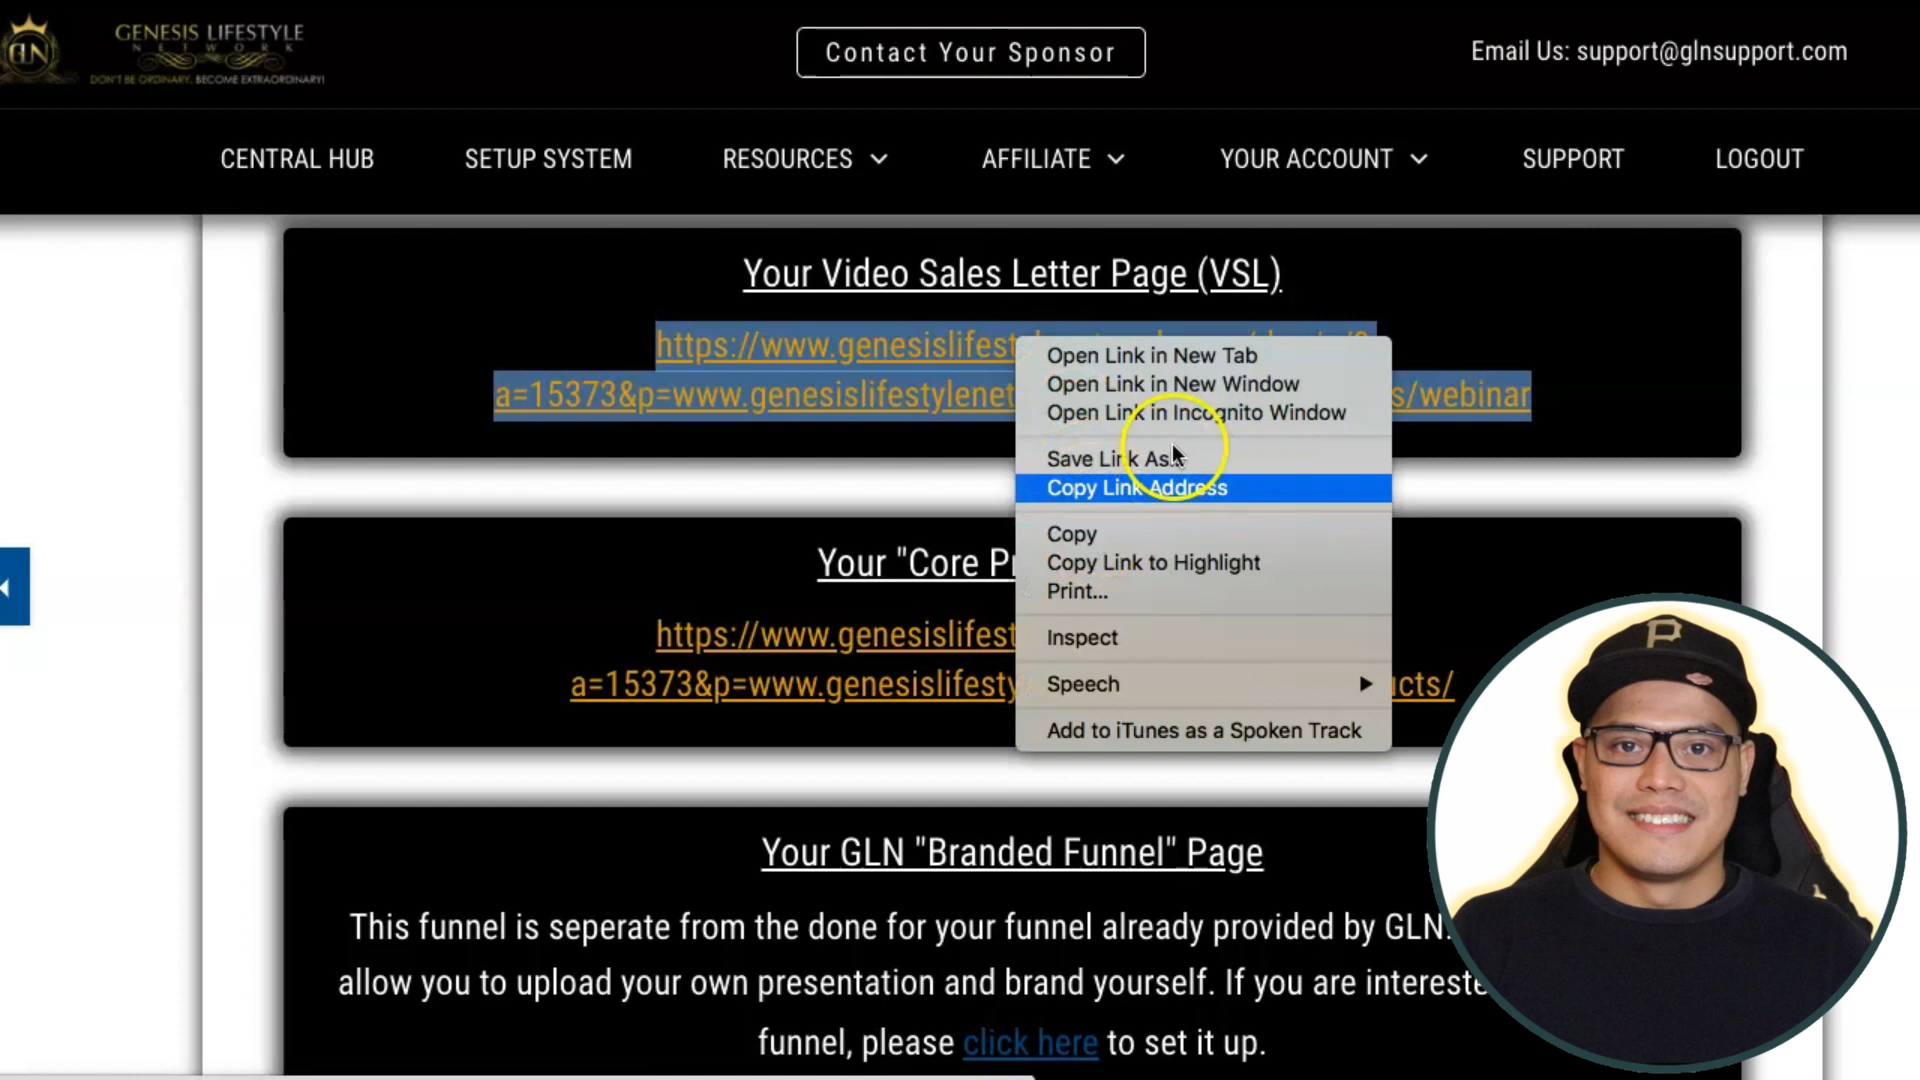 GLN
GENESIS LIFESTYLE
NETWORK
DON'T BE ORDINARY. BECOME EXTRAORDINARY!
Contact Your Sponsor
Email Us: support@glnsupport.com
CENTRAL HUB
SETUP SYSTEM
RESOURCES
AFFILIATE
YOUR ACCOUNT
SUPPORT
LOGOUT
Your Video Sales Letter Page (VSL)
https://www.genesislifest
a=15373&p=www.genesislifestylenet s/webinar
Open Link in New Tab
Open Link in New Window
Open Link in Incognito Window
Save Link As...
Copy Link Address
Copy
Copy Link to Highlight
Print...
Inspect
Speech
Add to iTunes as a Spoken Track
Your "Core Pr
https://www.genesislifest
a=15373&p=www.genesislifesty ucts/
Your GLN "Branded Funnel" Page
This funnel is seperate from the done for your funnel already provided by GLN.
allow you to upload your own presentation and brand yourself. If you are intereste
funnel, please click here to set it up.
P